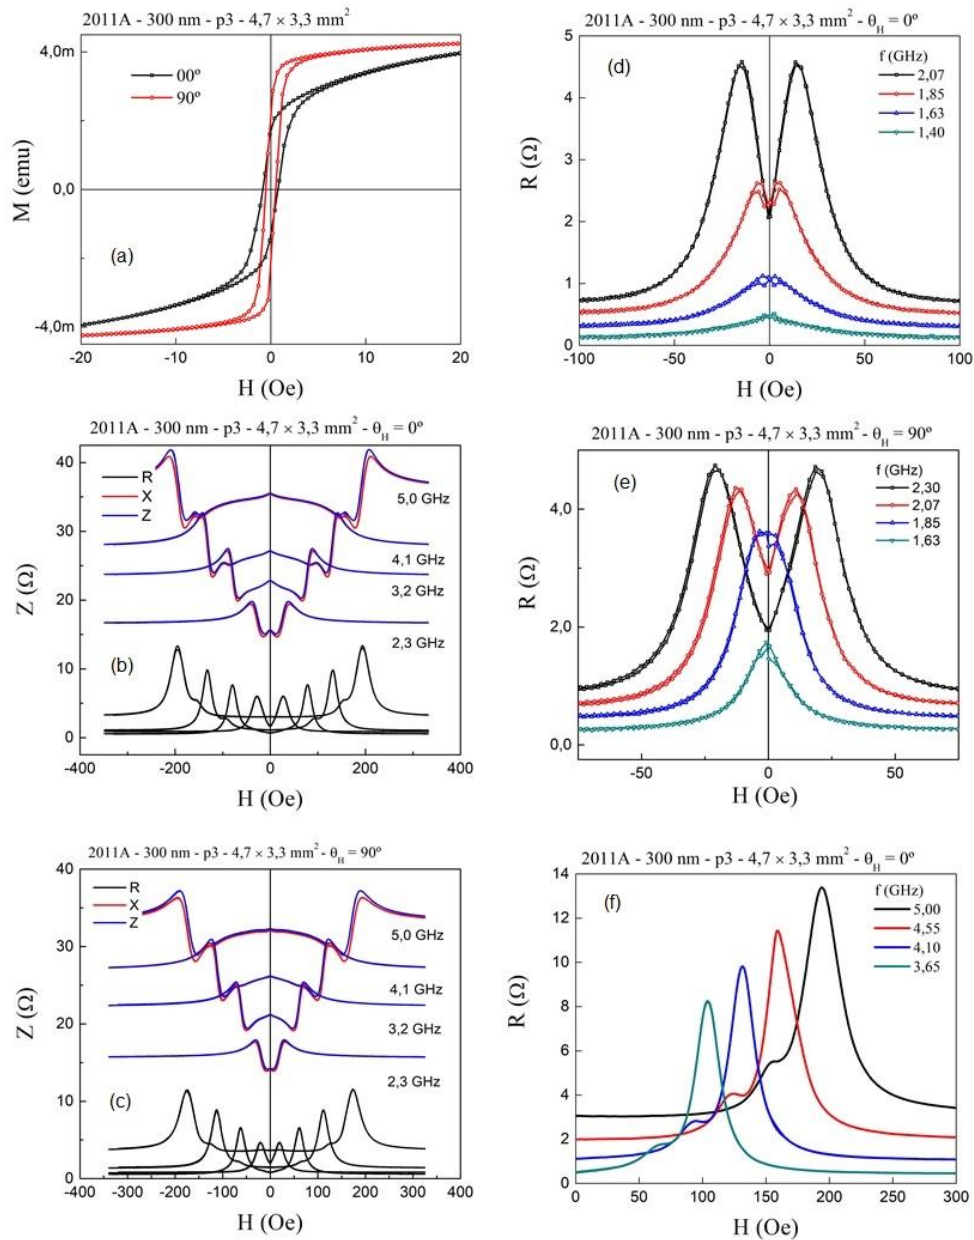 2011A - 300 nm - p3 - 4,7 × 3,3 mm²
4,0m
0,0
-4,0m
M (emu)
00º
90º
(a)
-20
-10
0
10
20
H (Oe)
2011A - 300 nm - p3 - 4,7 × 3,3 mm² - θH = 0º
5
4
3
2
1
0
R (Ω)
(d)
f (GHz)
2,07
1,85
1,63
1,40
-100
-50
0
50
100
H (Oe)
2011A - 300 nm - p3 - 4,7 × 3,3 mm² - θH = 0º
40
30
20
10
0
Z (Ω)
R
X
Z
5,0 GHz
4,1 GHz
3,2 GHz
2,3 GHz
(b)
-400
-200
0
200
400
H (Oe)
2011A - 300 nm - p3 - 4,7 × 3,3 mm² - θH = 90º
4,0
2,0
0,0
R (Ω)
(e)
f (GHz)
2,30
2,07
1,85
1,63
-50
0
50
H (Oe)
2011A - 300 nm - p3 - 4,7 × 3,3 mm² - θH = 90º
40
30
20
10
0
Z (Ω)
R
X
Z
5,0 GHz
4,1 GHz
3,2 GHz
2,3 GHz
(c)
-400
-300
-200
-100
0
100
200
300
400
H (Oe)
2011A - 300 nm - p3 - 4,7 × 3,3 mm² - θH = 0º
14
12
10
8
6
4
2
0
R (Ω)
(f)
f (GHz)
5,00
4,55
4,10
3,65
0
50
100
150
200
250
300
H (Oe)